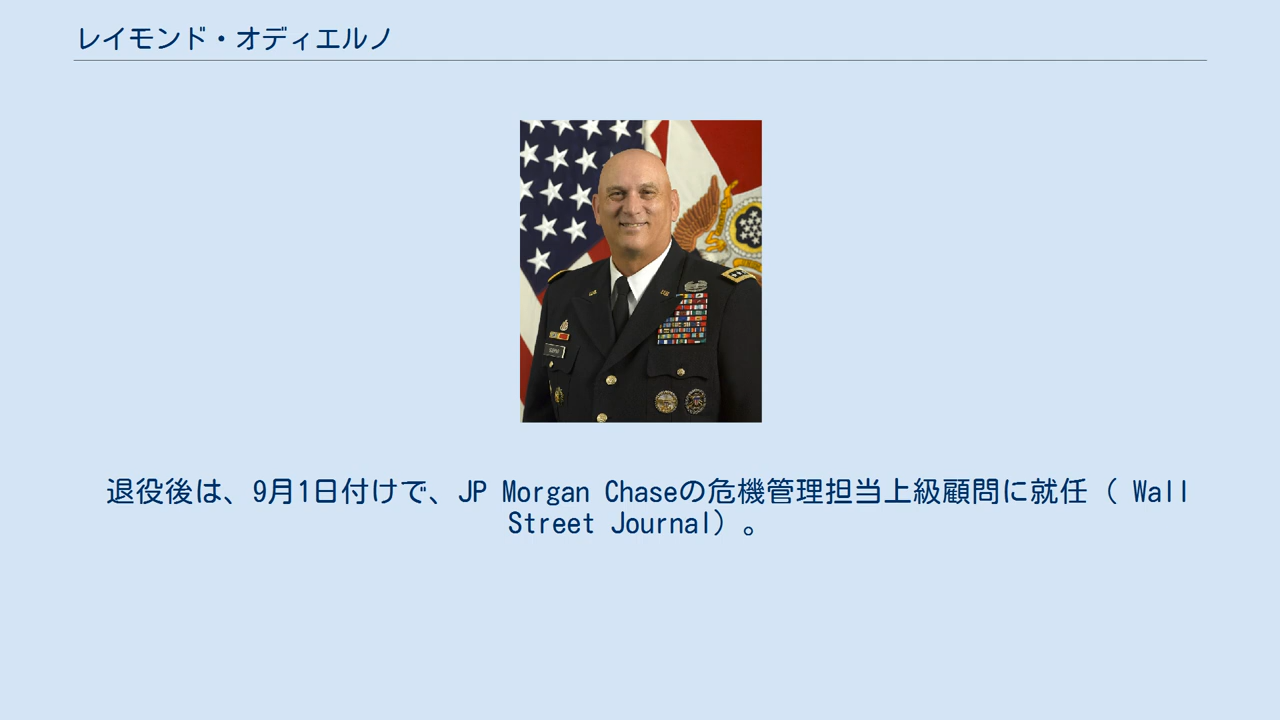 レイモンド・オディエルノ
退役後は、9月1日付けで、JP Morgan Chaseの危機管理担当上級顧問に就任（ Wall
Street Journal）。